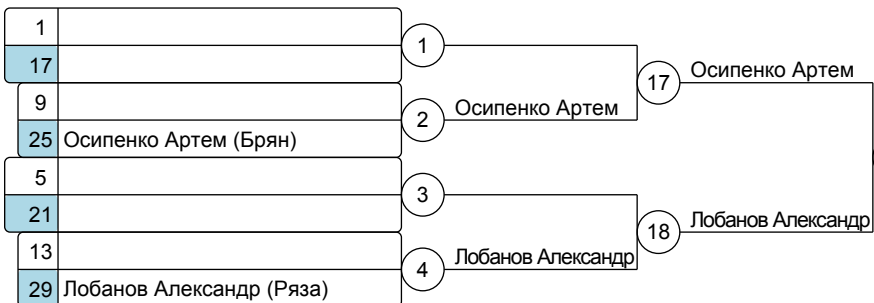 1
1
17
17
Осипенко Артем
9
2
Осипенко Артем
25
Осипенко Артем (Брян)
5
3
21
18
Лобанов Александр
13
4
Лобанов Александр
29
Лобанов Александр (Ряза)